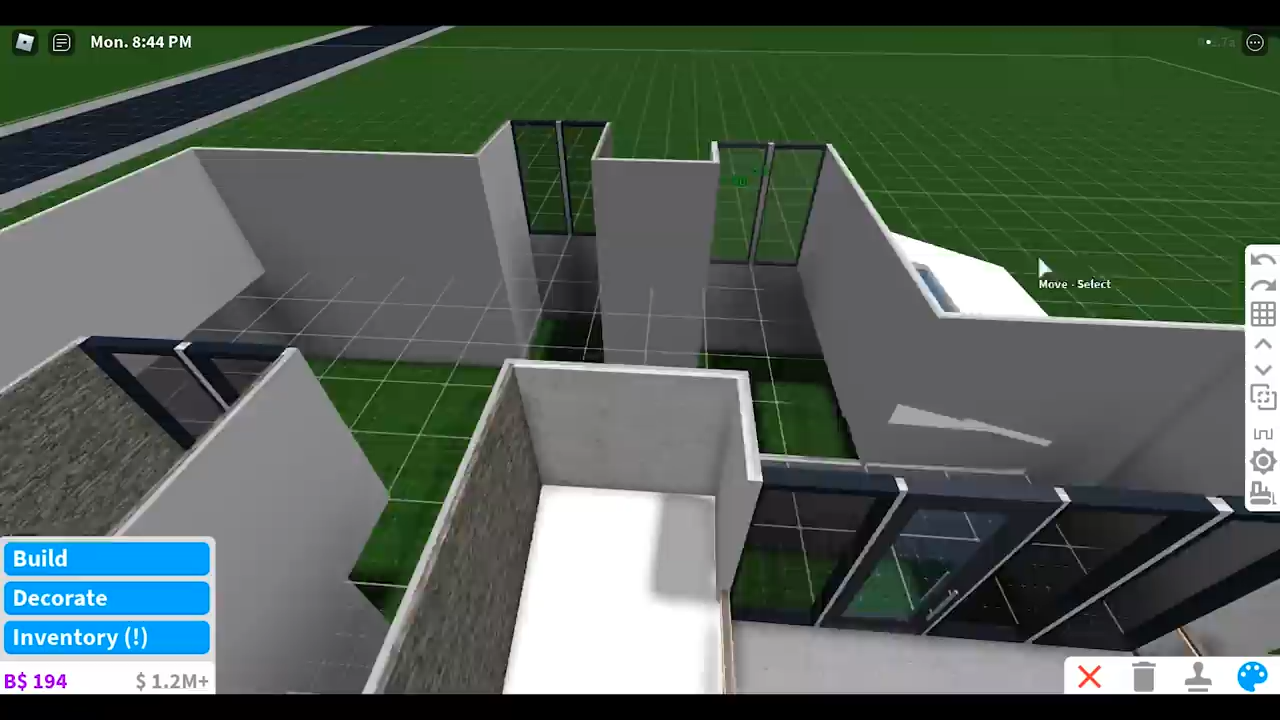 Mon. 8:44 PM
Move - Select
Build
Decorate
Inventory (!)
B$ 194
$ 1.2M+